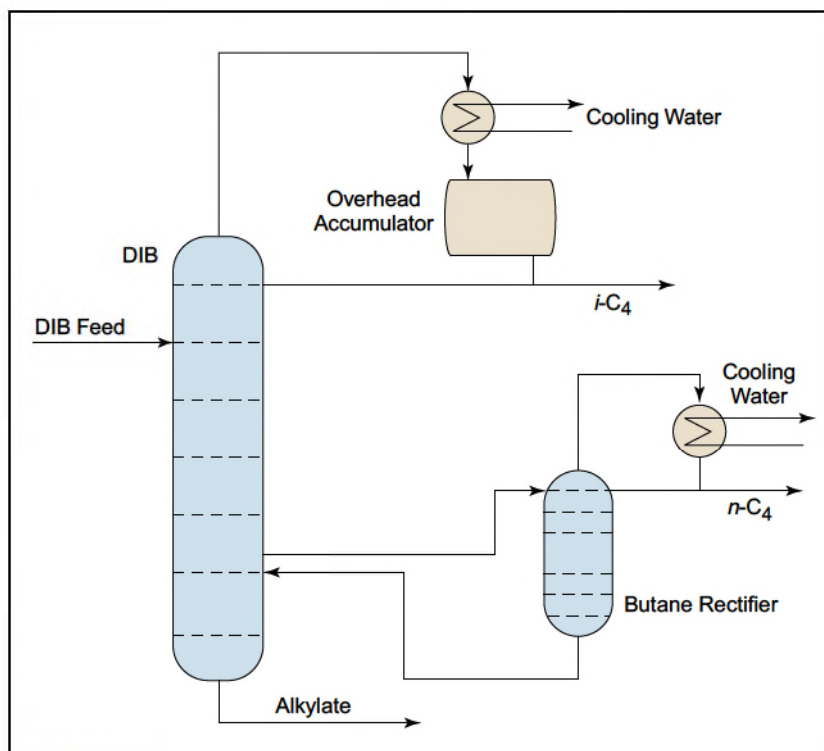 Cooling Water
Overhead
Accumulator
DIB
i-C4
DIB Feed
Cooling
Water
n-C4
Butane Rectifier
Alkylate